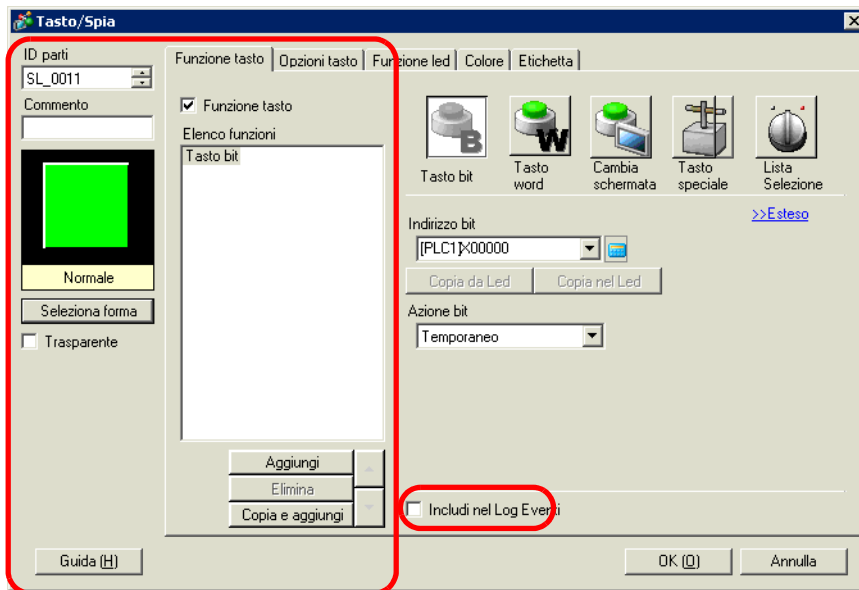 Tasto/Spia
ID parti
SL_0011
Commento
Normale
Seleziona forma
Trasparente
Funzione tasto
Opzioni tasto
Funzione led
Colore
Etichetta
Funzione tasto
Elenco funzioni
Tasto bit
Aggiungi
Elimina
Copia e aggiungi
B
W
Tasto bit
Tasto word
Cambia schermata
Tasto speciale
Lista Selezione
>>Esteso
Indirizzo bit
[PLC1]X00000
Copia da Led
Copia nel Led
Azione bit
Temporaneo
Includi nel Log Eventi
Guida (H)
OK (O)
Annulla